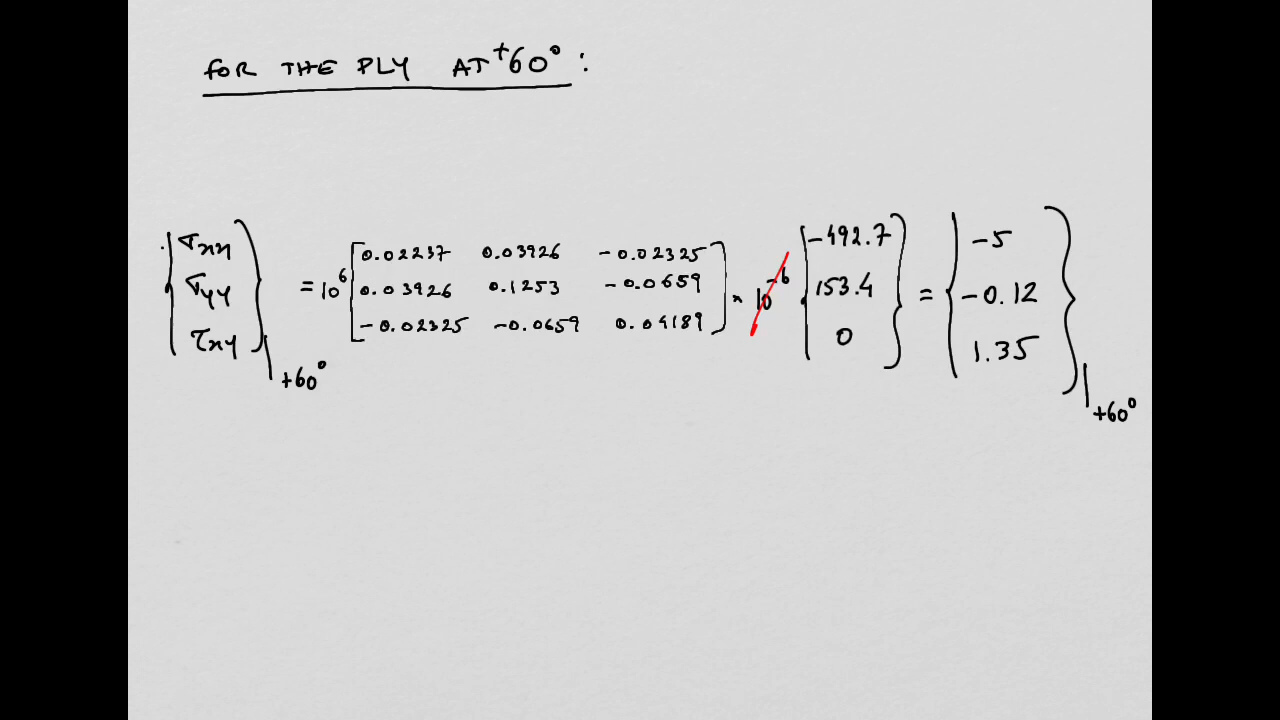 FOR THE PLY AT +60° :
{σxx σyy τxy}|+60° = 10^6 [0.02237 0.03926 -0.02325
0.03926 0.1253 -0.0659
-0.02325 -0.0659 0.04189] × 10^-6 {-492.7 153.4 0} = {-5 -0.12 1.35}|+60°